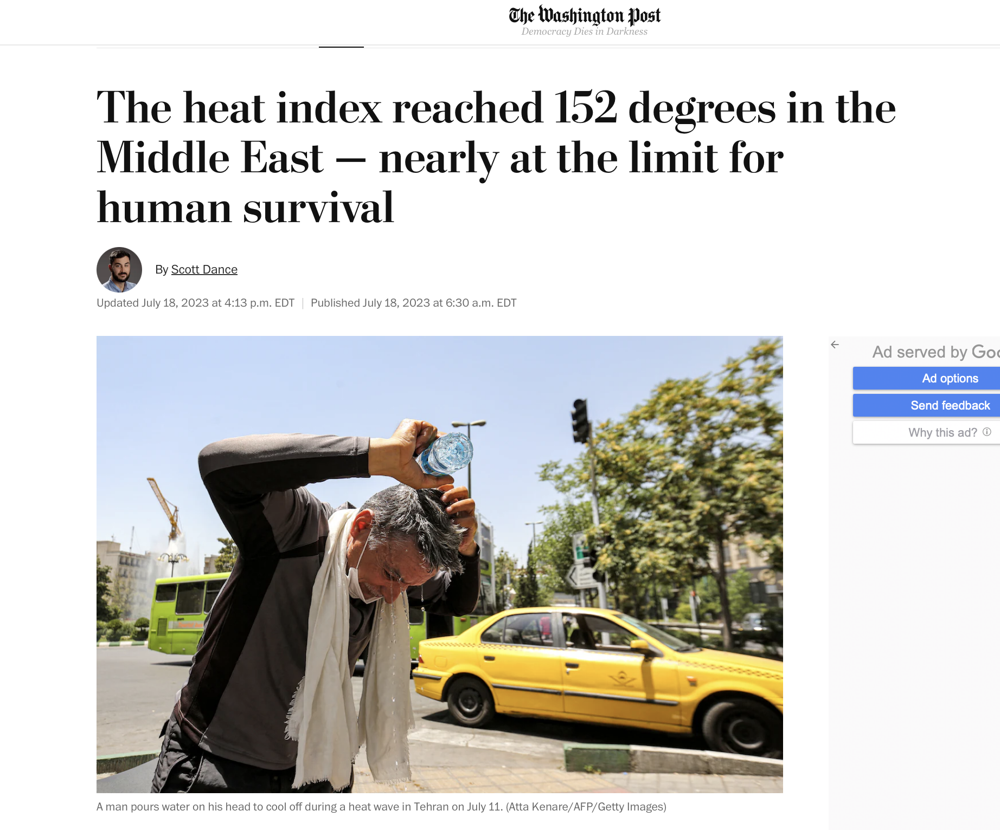 The Washington Post
Democracy Dies in Darkness
The heat index reached 152 degrees in the
Middle East — nearly at the limit for
human survival
By Scott Dance
Updated July 18, 2023 at 4:13 p.m. EDT | Published July 18, 2023 at 6:30 a.m. EDT
Ad served by
Ad options
Send feedback
Why this ad?
A man pours water on his head to cool off during a heat wave in Tehran on July 11. (Atta Kenare/AFP/Getty Images)